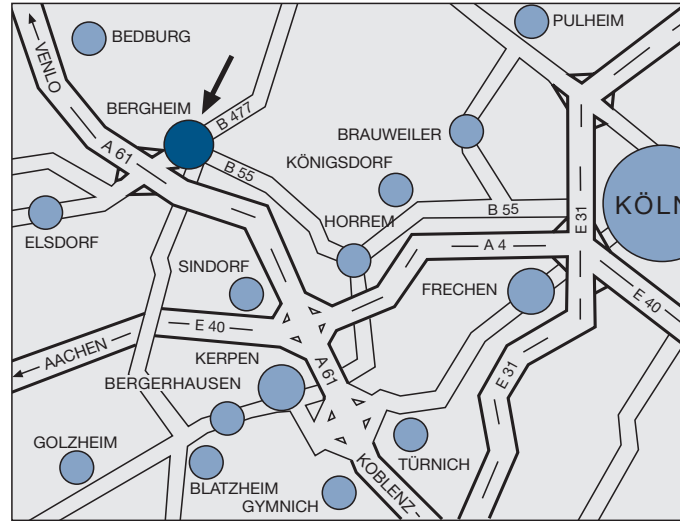 BEDBURG
PULHEIM
VENLO
BERGHEIM
B 477
BRAUWEILER
A 61
B 55
KÖNIGSDORF
B 55
KÖLN
E 31
ELSDORF
HORREM
A 4
SINDORF
FRECHEN
E 40
E 40
AACHEN
KERPEN
A 61
BERGERHAUSEN
E 31
GOLZHEIM
TÜRNICH
KOBLENZ
BLATZHEIM
GYMNICH